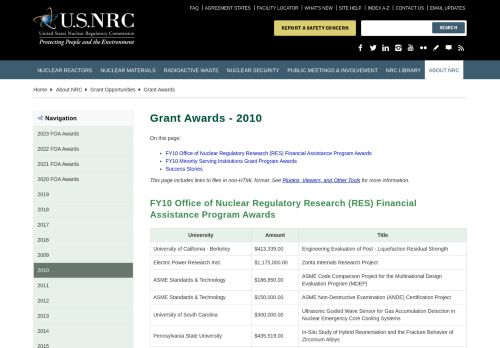 FAQ | AGREEMENT STATES | FACILITY LOCATOR | WHAT'S NEW | SITE HELP | INDEX A-Z | CONTACT US | EMAIL UPDATES
U.S.NRC
United States Nuclear Regulatory Commission
Protecting People and the Environment
REPORT A SAFETY CONCERN
SEARCH
NUCLEAR REACTORS NUCLEAR MATERIALS RADIOACTIVE WASTE NUCLEAR SECURITY PUBLIC MEETINGS & INVOLVEMENT NRC LIBRARY ABOUT NRC
Home About NRC Grant Opportunities Grant Awards
Navigation
2023 FOA Awards
2022 FOA Awards
2021 FOA Awards
2020 FOA Awards
2019
2018
2017
2016
2009
2010
2011
2012
2013
2014
2015
Grant Awards - 2010
On this page:
FY10 Office of Nuclear Regulatory Research (RES) Financial Assistance Program Awards
FY10 Minority Serving Institutions Grant Program Awards
Success Stories
This page includes links to files in non-HTML format. See Plugins, Viewers, and Other Tools for more information.
FY10 Office of Nuclear Regulatory Research (RES) Financial
Assistance Program Awards
University Amount Title
University of California - Berkeley $413,339.00 Engineering Evaluation of Post - Liquefaction Residual Strength
Electric Power Research Inst. $1,175,000.00 Zorita Internals Research Project
ASME Standards & Technology $186,850.00 ASME Code Comparison Project for the Multinational Design
Evaluation Program (MDEP)
ASME Standards & Technology $150,000.00 ASME Non-Destructive Examination (ANDE) Certification Project
University of South Carolina $300,000.00 Ultrasonic Guided Wave Sensor for Gas Accumulation Detection in
Nuclear Emergency Core Cooling Systems
Pennsylvania State University $435,519.00 In-Situ Study of Hybrid Reorientation and the Fracture Behavior of
Zirconium Alloys